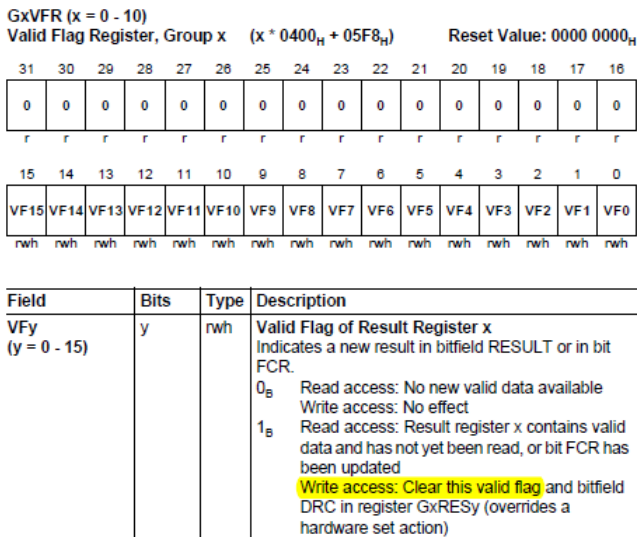 GxVFR (x = 0 - 10)
Valid Flag Register, Group x (x * 0400H + 05F8H) Reset Value: 0000 0000H
31 30 29 28 27 26 25 24 23 22 21 20 19 18 17 16
0 0 0 0 0 0 0 0 0 0 0 0 0 0 0 0
r r r r r r r r r r r r r r r r
15 14 13 12 11 10 9 8 7 6 5 4 3 2 1 0
VF15 VF14 VF13 VF12 VF11 VF10 VF9 VF8 VF7 VF6 VF5 VF4 VF3 VF2 VF1 VF0
rwh rwh rwh rwh rwh rwh rwh rwh rwh rwh rwh rwh rwh rwh rwh rwh
Field Bits Type Description
VFy y rwh Valid Flag of Result Register x
(y = 0 - 15) Indicates a new result in bitfield RESULT or in bit
FCR.
0B Read access: No new valid data available
Write access: No effect
1B Read access: Result register x contains valid
data and has not yet been read, or bit FCR has
been updated
Write access: Clear this valid flag and bitfield
DRC in register GxRESy (overrides a
hardware set action)